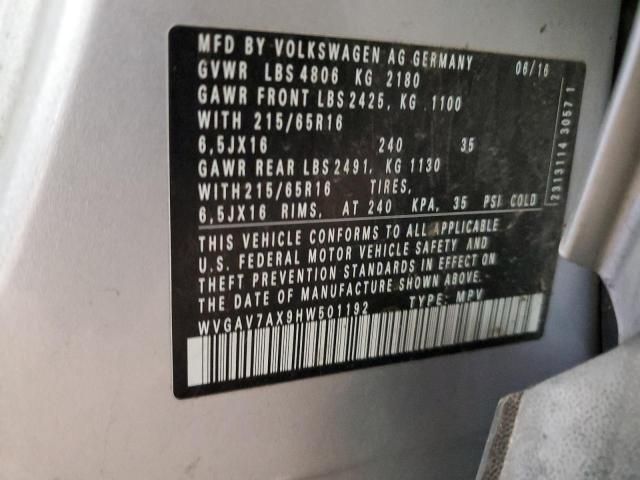 MFD BY VOLKSWAGEN AG GERMANY 06/16
GVWR LBS 4806 KG 2180
GAWR FRONT LBS 2425, KG 1100
WITH 215/65R16
6,5JX16 240 35
GAWR REAR LBS 2491, KG 1130
WITH 215/65R16 TIRES,
6,5JX16 RIMS, AT 240 KPA, 35 PSI COLD
THIS VEHICLE CONFORMS TO ALL APPLICABLE
U.S. FEDERAL MOTOR VEHICLE SAFETY AND
THEFT PREVENTION STANDARDS IN EFFECT ON
THE DATE OF MANUFACTURE SHOWN ABOVE.
WVGAV7AX9HW501192 TYPE: MPV
2313114 3057 1